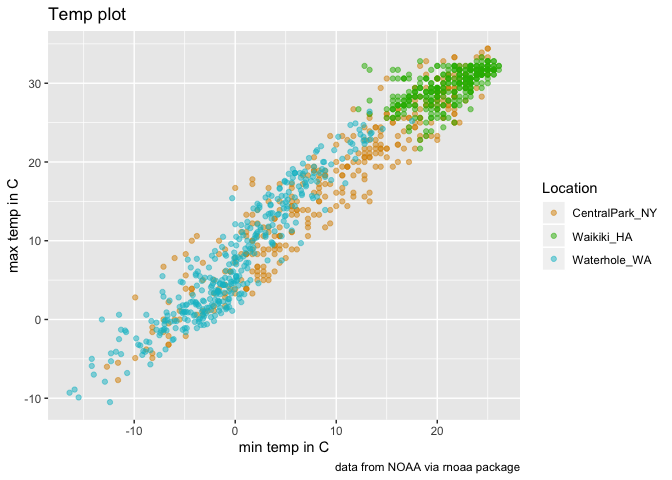 Temp plot
30
20
10
0
-10
max temp in C
-10 0 10 20
min temp in C
Location
CentralPark_NY
Waikiki_HA
Waterhole_WA
data from NOAA via rnoaa package